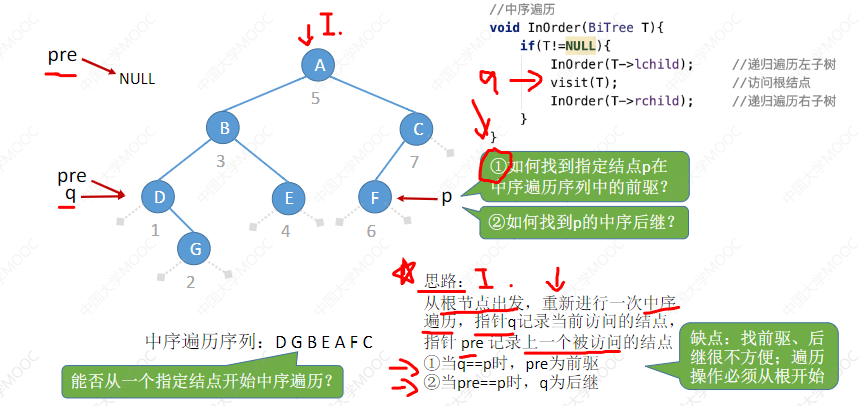 //中序遍历
void InOrder(BiTree T){
if(T!=NULL){
InOrder(T->lchild); //递归遍历左子树
visit(T); //访问根结点
InOrder(T->rchild); //递归遍历右子树
}
}
I.
pre
NULL
q
A
5
B
3
C
7
pre
q
D
1
E
4
F
6
p
G
2
①如何找到指定结点p在
中序遍历序列中的前驱?
②如何找到p的中序后继?
思路: I.
从根节点出发,重新进行一次中序
遍历,指针q记录当前访问的结点,
指针 pre 记录上一个被访问的结点
①当q==p时,pre为前驱
②当pre==p时,q为后继
缺点:找前驱、后
继很不方便;遍历
操作必须从根开始
中序遍历序列:D G B E A F C
能否从一个指定结点开始中序遍历?
中国大学MOOC